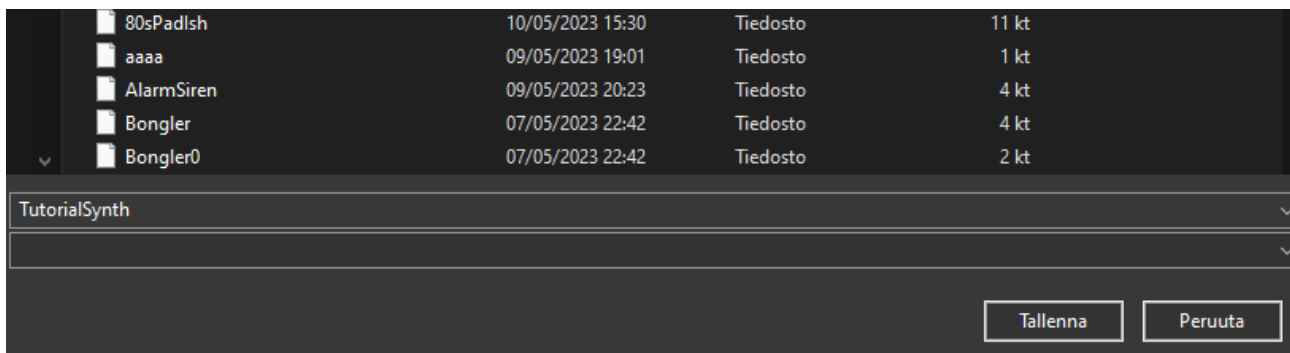 80sPadIsh 10/05/2023 15:30 Tiedosto 11 kt
aaaa 09/05/2023 19:01 Tiedosto 1 kt
AlarmSiren 09/05/2023 20:23 Tiedosto 4 kt
Bongler 07/05/2023 22:42 Tiedosto 4 kt
Bongler0 07/05/2023 22:42 Tiedosto 2 kt
TutorialSynth
Tallenna Peruuta